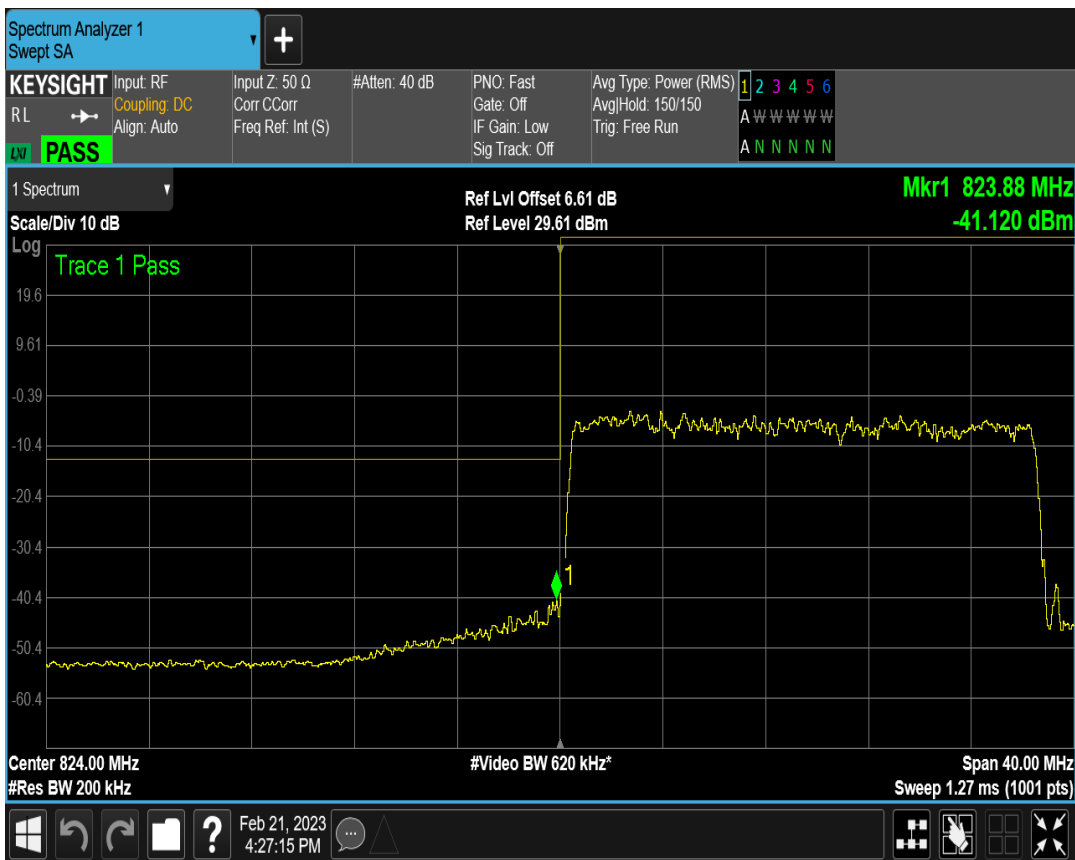 Spectrum Analyzer 1
Swept SA
+
KEYSIGHT
R L
LXI
PASS
Input: RF
Coupling: DC
Align: Auto
Input Z: 50 Ω
Corr CCorr
Freq Ref: Int (S)
#Atten: 40 dB
PNO: Fast
Gate: Off
IF Gain: Low
Sig Track: Off
Avg Type: Power (RMS)
Avg|Hold: 150/150
Trig: Free Run
1 2 3 4 5 6
A W W W W W
A N N N N N
1 Spectrum
Scale/Div 10 dB
Ref Lvl Offset 6.61 dB
Ref Level 29.61 dBm
Mkr1 823.88 MHz
-41.120 dBm
Log
Trace 1 Pass
19.6
9.61
-0.39
-10.4
-20.4
-30.4
-40.4
-50.4
-60.4
1
Center 824.00 MHz
#Res BW 200 kHz
#Video BW 620 kHz*
Span 40.00 MHz
Sweep 1.27 ms (1001 pts)
?
Feb 21, 2023
4:27:15 PM